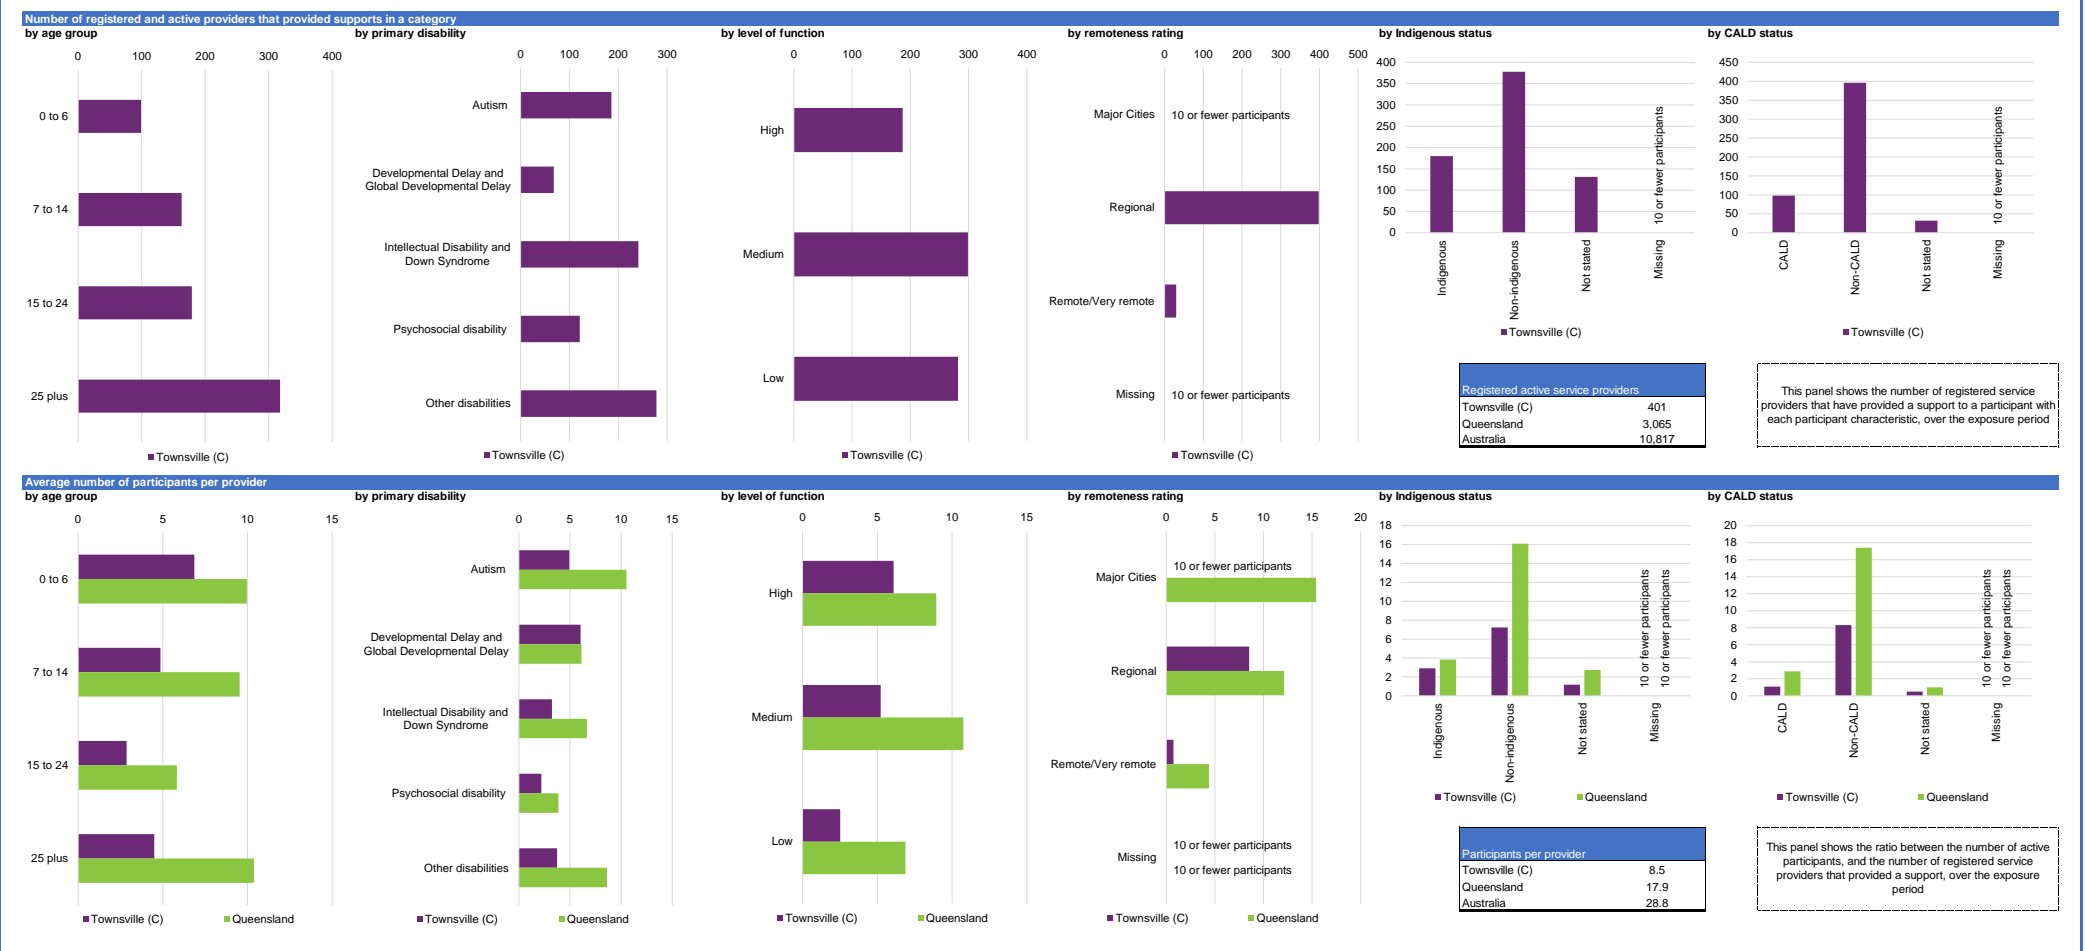 Number of registered and active providers that provided supports in a category
by age group
0 100 200 300 400
0 to 6
7 to 14
15 to 24
25 plus
Townsville (C)
by primary disability
0 100 200 300
Autism
Developmental Delay and
Global Developmental Delay
Intellectual Disability and
Down Syndrome
Psychosocial disability
Other disabilities
Townsville (C)
by level of function
0 100 200 300 400
High
Medium
Low
Townsville (C)
by remoteness rating
0 100 200 300 400 500
Major Cities 10 or fewer participants
Regional
Remote/Very remote
Missing 10 or fewer participants
Townsville (C)
by Indigenous status
400
350
300
250
200
150
100
50
0
10 or fewer participants
Indigenous
Non-indigenous
Not stated
Missing
Townsville (C)
by CALD status
450
400
350
300
250
200
150
100
50
0
10 or fewer participants
CALD
Non-CALD
Not stated
Missing
Townsville (C)
Registered active service providers
Townsville (C) 401
Queensland 3,065
Australia 10,817
This panel shows the number of registered service
providers that have provided a support to a participant with
each participant characteristic, over the exposure period
Average number of participants per provider
by age group
0 5 10 15
0 to 6
7 to 14
15 to 24
25 plus
Townsville (C) Queensland
by primary disability
0 5 10 15
Autism
Developmental Delay and
Global Developmental Delay
Intellectual Disability and
Down Syndrome
Psychosocial disability
Other disabilities
Townsville (C) Queensland
by level of function
0 5 10 15
High
Medium
Low
Townsville (C) Queensland
by remoteness rating
0 5 10 15 20
10 or fewer participants
Major Cities
Regional
Remote/Very remote
10 or fewer participants
Missing
10 or fewer participants
Townsville (C) Queensland
by Indigenous status
18
16
14
12
10
8
6
4
2
0
10 or fewer participants
10 or fewer participants
Indigenous
Non-indigenous
Not stated
Missing
Townsville (C) Queensland
by CALD status
20
18
16
14
12
10
8
6
4
2
0
10 or fewer participants
10 or fewer participants
CALD
Non-CALD
Not stated
Missing
Townsville (C) Queensland
Participants per provider
Townsville (C) 8.5
Queensland 17.9
Australia 28.8
This panel shows the ratio between the number of active
participants, and the number of registered service
providers that provided a support, over the exposure
period